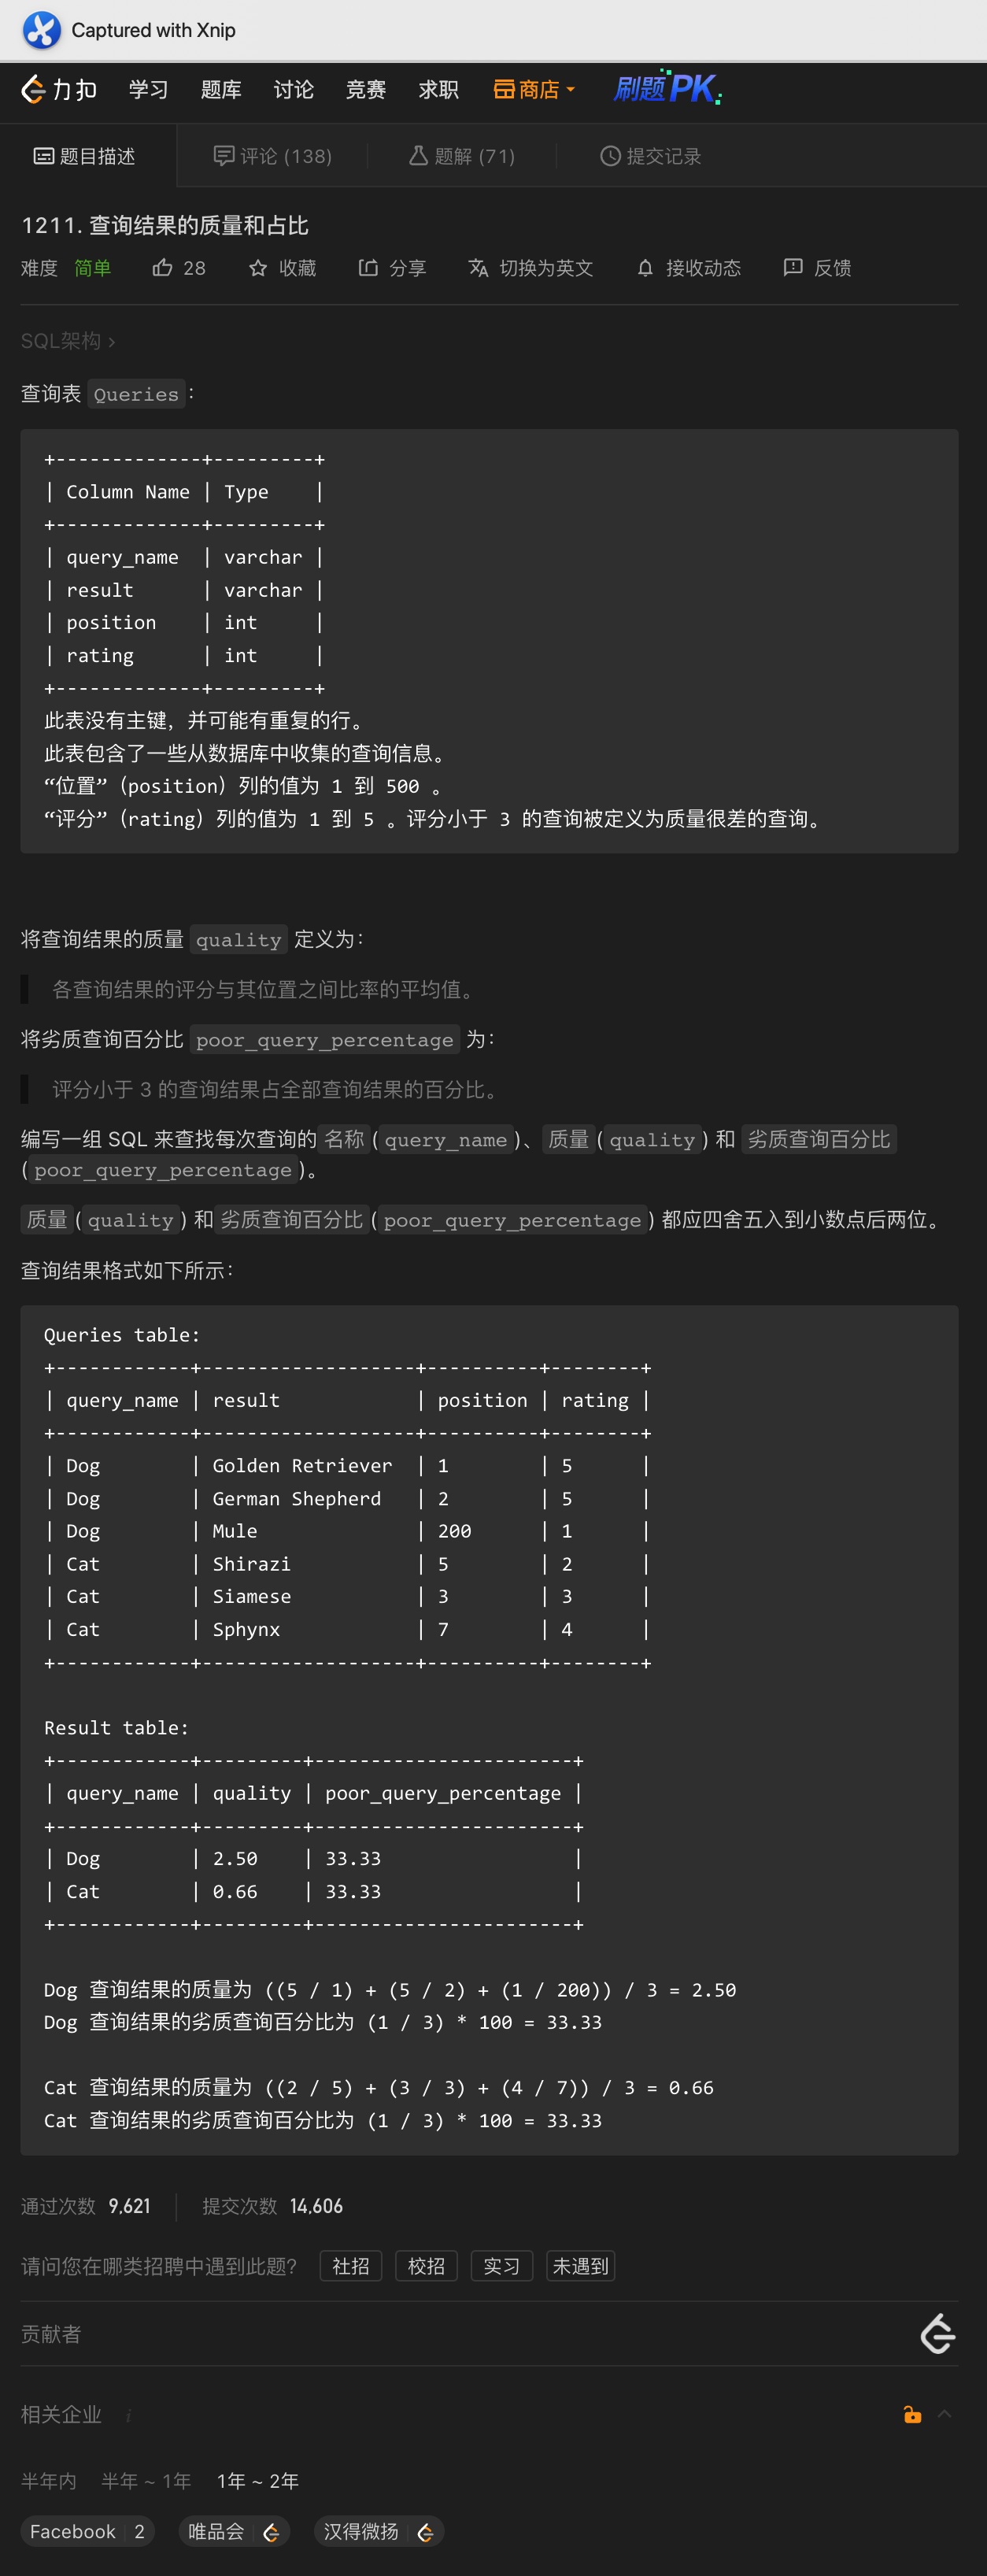 Captured with Xnip
力扣 学习 题库 讨论 竞赛 求职 商店 刷题PK
题目描述 评论 (138) 题解 (71) 提交记录
1211. 查询结果的质量和占比
难度 简单 28 收藏 分享 切换为英文 接收动态 反馈
SQL架构 ›
查询表 Queries：
+-------------+---------+
| Column Name | Type    |
+-------------+---------+
| query_name  | varchar |
| result      | varchar |
| position    | int     |
| rating      | int     |
+-------------+---------+
此表没有主键，并可能有重复的行。
此表包含了一些从数据库中收集的查询信息。
“位置”（position）列的值为 1 到 500 。
“评分”（rating）列的值为 1 到 5 。评分小于 3 的查询被定义为质量很差的查询。
将查询结果的质量 quality 定义为：
各查询结果的评分与其位置之间比率的平均值。
将劣质查询百分比 poor_query_percentage 为：
评分小于 3 的查询结果占全部查询结果的百分比。
编写一组 SQL 来查找每次查询的名称(query_name)、质量(quality) 和 劣质查询百分比
(poor_query_percentage)。
质量(quality) 和劣质查询百分比(poor_query_percentage) 都应四舍五入到小数点后两位。
查询结果格式如下所示：
Queries table:
+------------+-------------------+----------+--------+
| query_name | result            | position | rating |
+------------+-------------------+----------+--------+
| Dog        | Golden Retriever  | 1        | 5      |
| Dog        | German Shepherd   | 2        | 5      |
| Dog        | Mule              | 200      | 1      |
| Cat        | Shirazi           | 5        | 2      |
| Cat        | Siamese           | 3        | 3      |
| Cat        | Sphynx            | 7        | 4      |
+------------+-------------------+----------+--------+
Result table:
+------------+---------+-----------------------+
| query_name | quality | poor_query_percentage |
+------------+---------+-----------------------+
| Dog        | 2.50    | 33.33                 |
| Cat        | 0.66    | 33.33                 |
+------------+---------+-----------------------+
Dog 查询结果的质量为 ((5 / 1) + (5 / 2) + (1 / 200)) / 3 = 2.50
Dog 查询结果的劣质查询百分比为 (1 / 3) * 100 = 33.33
Cat 查询结果的质量为 ((2 / 5) + (3 / 3) + (4 / 7)) / 3 = 0.66
Cat 查询结果的劣质查询百分比为 (1 / 3) * 100 = 33.33
通过次数 9,621 提交次数 14,606
请问您在哪类招聘中遇到此题？ 社招 校招 实习 未遇到
贡献者
相关企业 i
半年内 半年 ~ 1年 1年 ~ 2年
Facebook 2 唯品会 汉得微扬